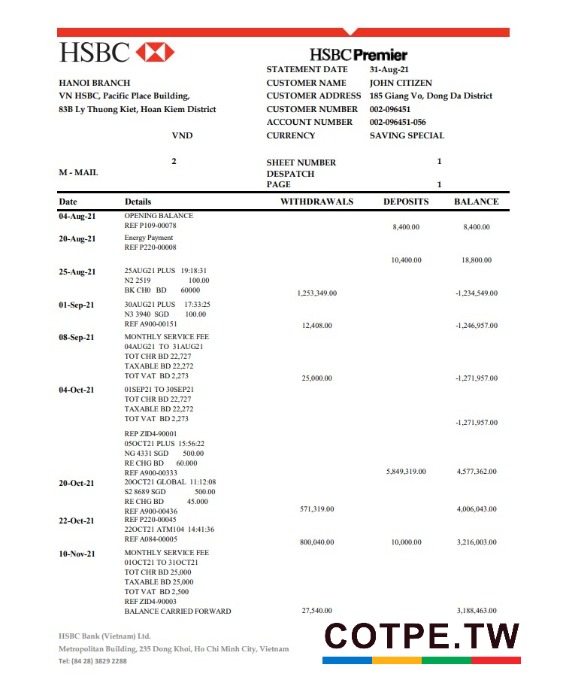 HSBC
HSBC Premier
STATEMENT DATE 31-Aug-21
HANOI BRANCH CUSTOMER NAME JOHN CITIZEN
VN HSBC, Pacific Place Building, CUSTOMER ADDRESS 185 Giang Vo, Dong Da District
83B Ly Thuong Kiet, Hoan Kiem District CUSTOMER NUMBER 002-096451
ACCOUNT NUMBER 002-096451-056
VND CURRENCY SAVING SPECIAL
2 SHEET NUMBER 1
M - MAIL DESPATCH
PAGE 1
Date Details WITHDRAWALS DEPOSITS BALANCE
04-Aug-21 OPENING BALANCE
REF P109-00078 8,400.00 8,400.00
20-Aug-21 Energy Payment
REF P220-00008
10,400.00 18,800.00
25-Aug-21 25AUG21 PLUS 19:18:31
N2 2519 100.00
BK CH0 BD 60000 1,253,349.00 -1,234,549.00
01-Sep-21 30AUG21 PLUS 17:33:25
N3 3940 SGD 100.00
REF A900-00151 12,408.00 -1,246,957.00
08-Sep-21 MONTHLY SERVICE FEE
04AUG21 TO 31AUG21
TOT CHR BD 22,727
TAXABLE BD 22,272
TOT VAT BD 2,273 25,000.00 -1,271,957.00
04-Oct-21 01SEP21 TO 30SEP21
TOT CHR BD 22,727
TAXABLE BD 22,272
TOT VAT BD 2,273 -1,271,957.00
REP ZID4-90001
05OCT21 PLUS 15:56:22
NG 4331 SGD 500.00
RE CHG BD 60.000
REF A900-00333 5,849,319.00 4,577,362.00
20-Oct-21 20OCT21 GLOBAL 11:12:08
S2 8689 SGD 500.00
RE CHG BD 45.000
REF A900-00436 571,319.00 4,006,043.00
22-Oct-21 REF P220-00045
22OCT21 ATM104 14:41:36
REF A084-00005 800,040.00 10,000.00 3,216,003.00
10-Nov-21 MONTHLY SERVICE FEE
01OCT21 TO 31OCT21
TOT CHR BD 25,000
TAXABLE BD 25,000
TOT VAT BD 2,500
REF ZID4-90003
BALANCE CARRIED FORWARD 27,540.00 3,188,463.00
COTPE.TW
HSBC Bank (Vietnam) Ltd.
Metropolitan Building, 235 Dong Khoi, Ho Chi Minh City, Vietnam
Tel: (84 28) 3829 2288